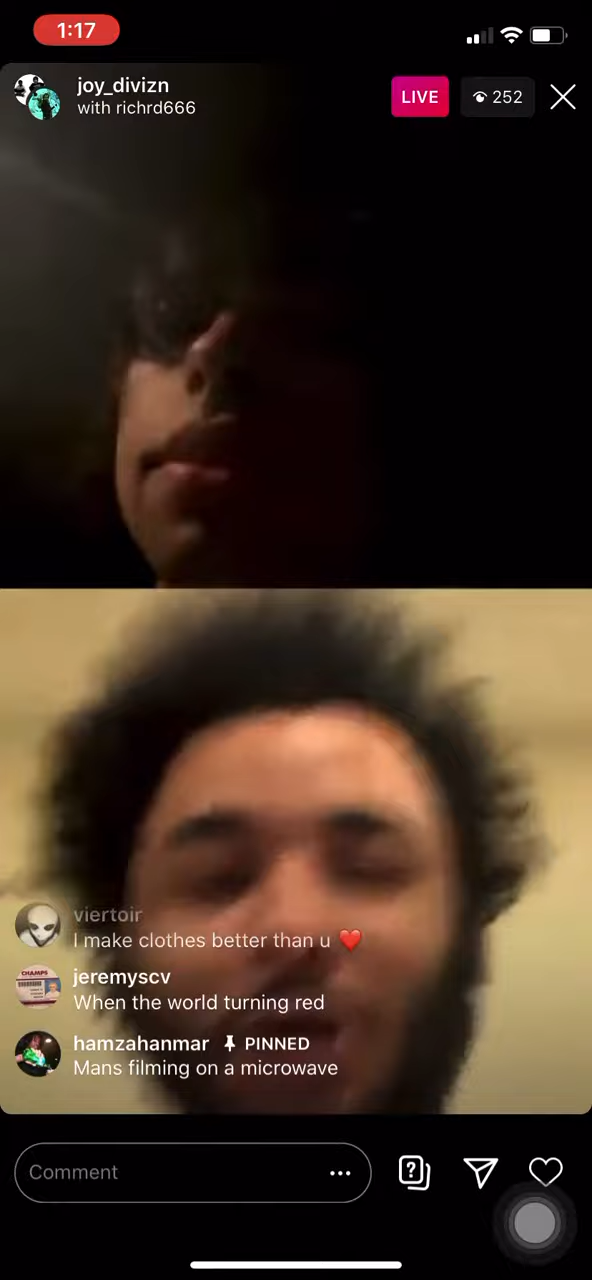 1:17
joy_divizn
with richrd666
LIVE
252
viertoir
I make clothes better than u ❤️
CHAMPS
jeremyscv
When the world turning red
hamzahanmar PINNED
Mans filming on a microwave
Comment